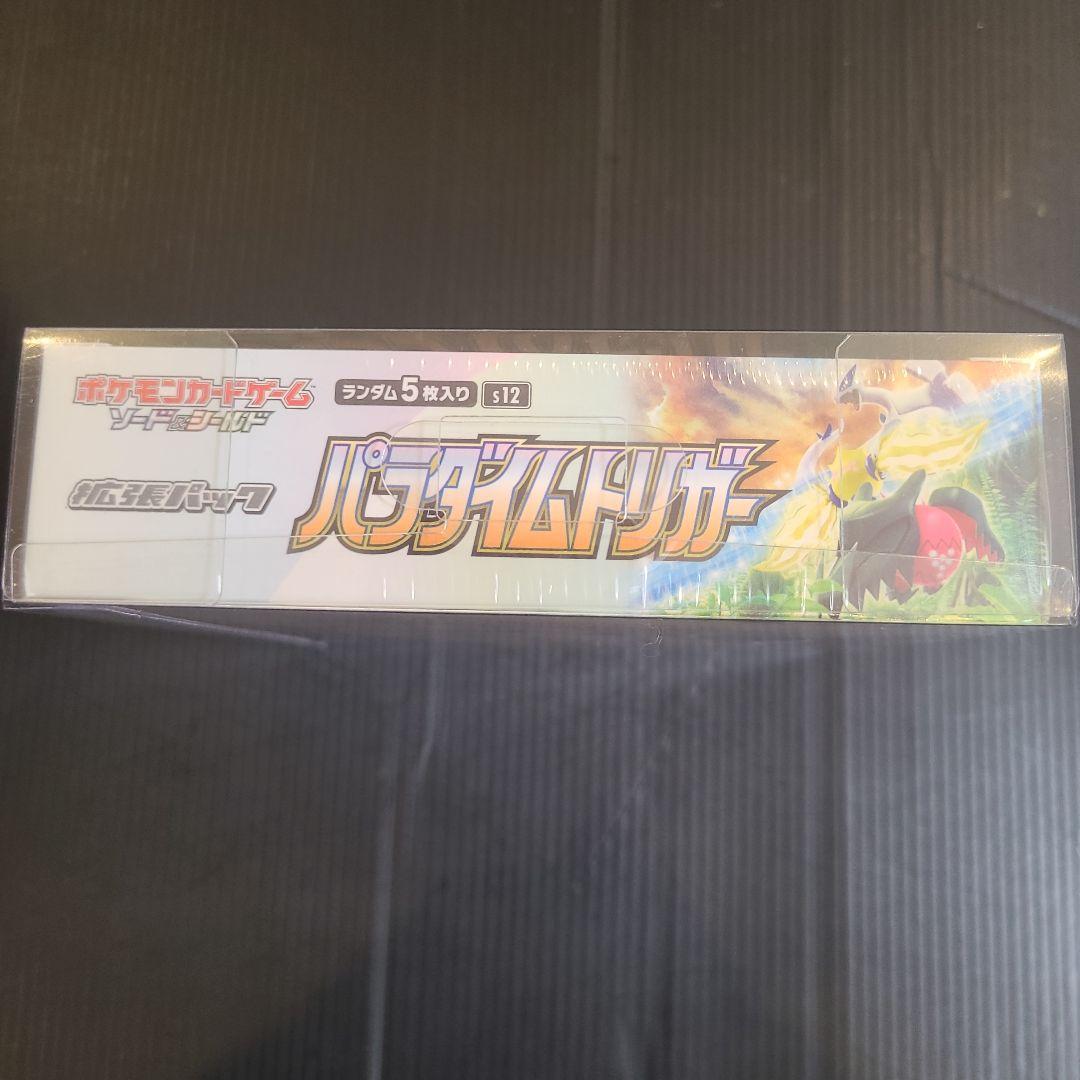 ポケモンカードゲーム™
ソード&シールド
ランダム5枚入り s12
拡張パック
パラダイムトリガー